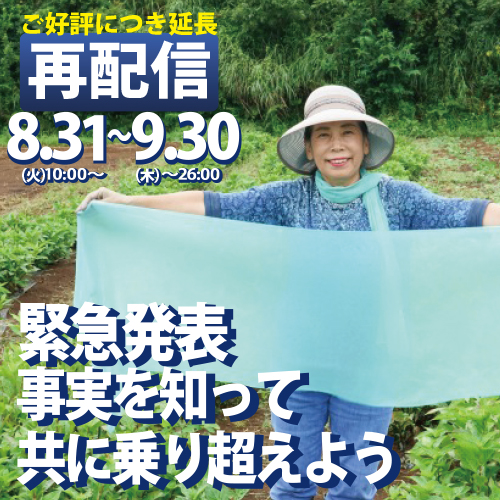 ご好評につき延長
再配信
8.31~9.30
(火)10:00～ (木)～26:00
緊急発表
事実を知って
共に乗り超えよう